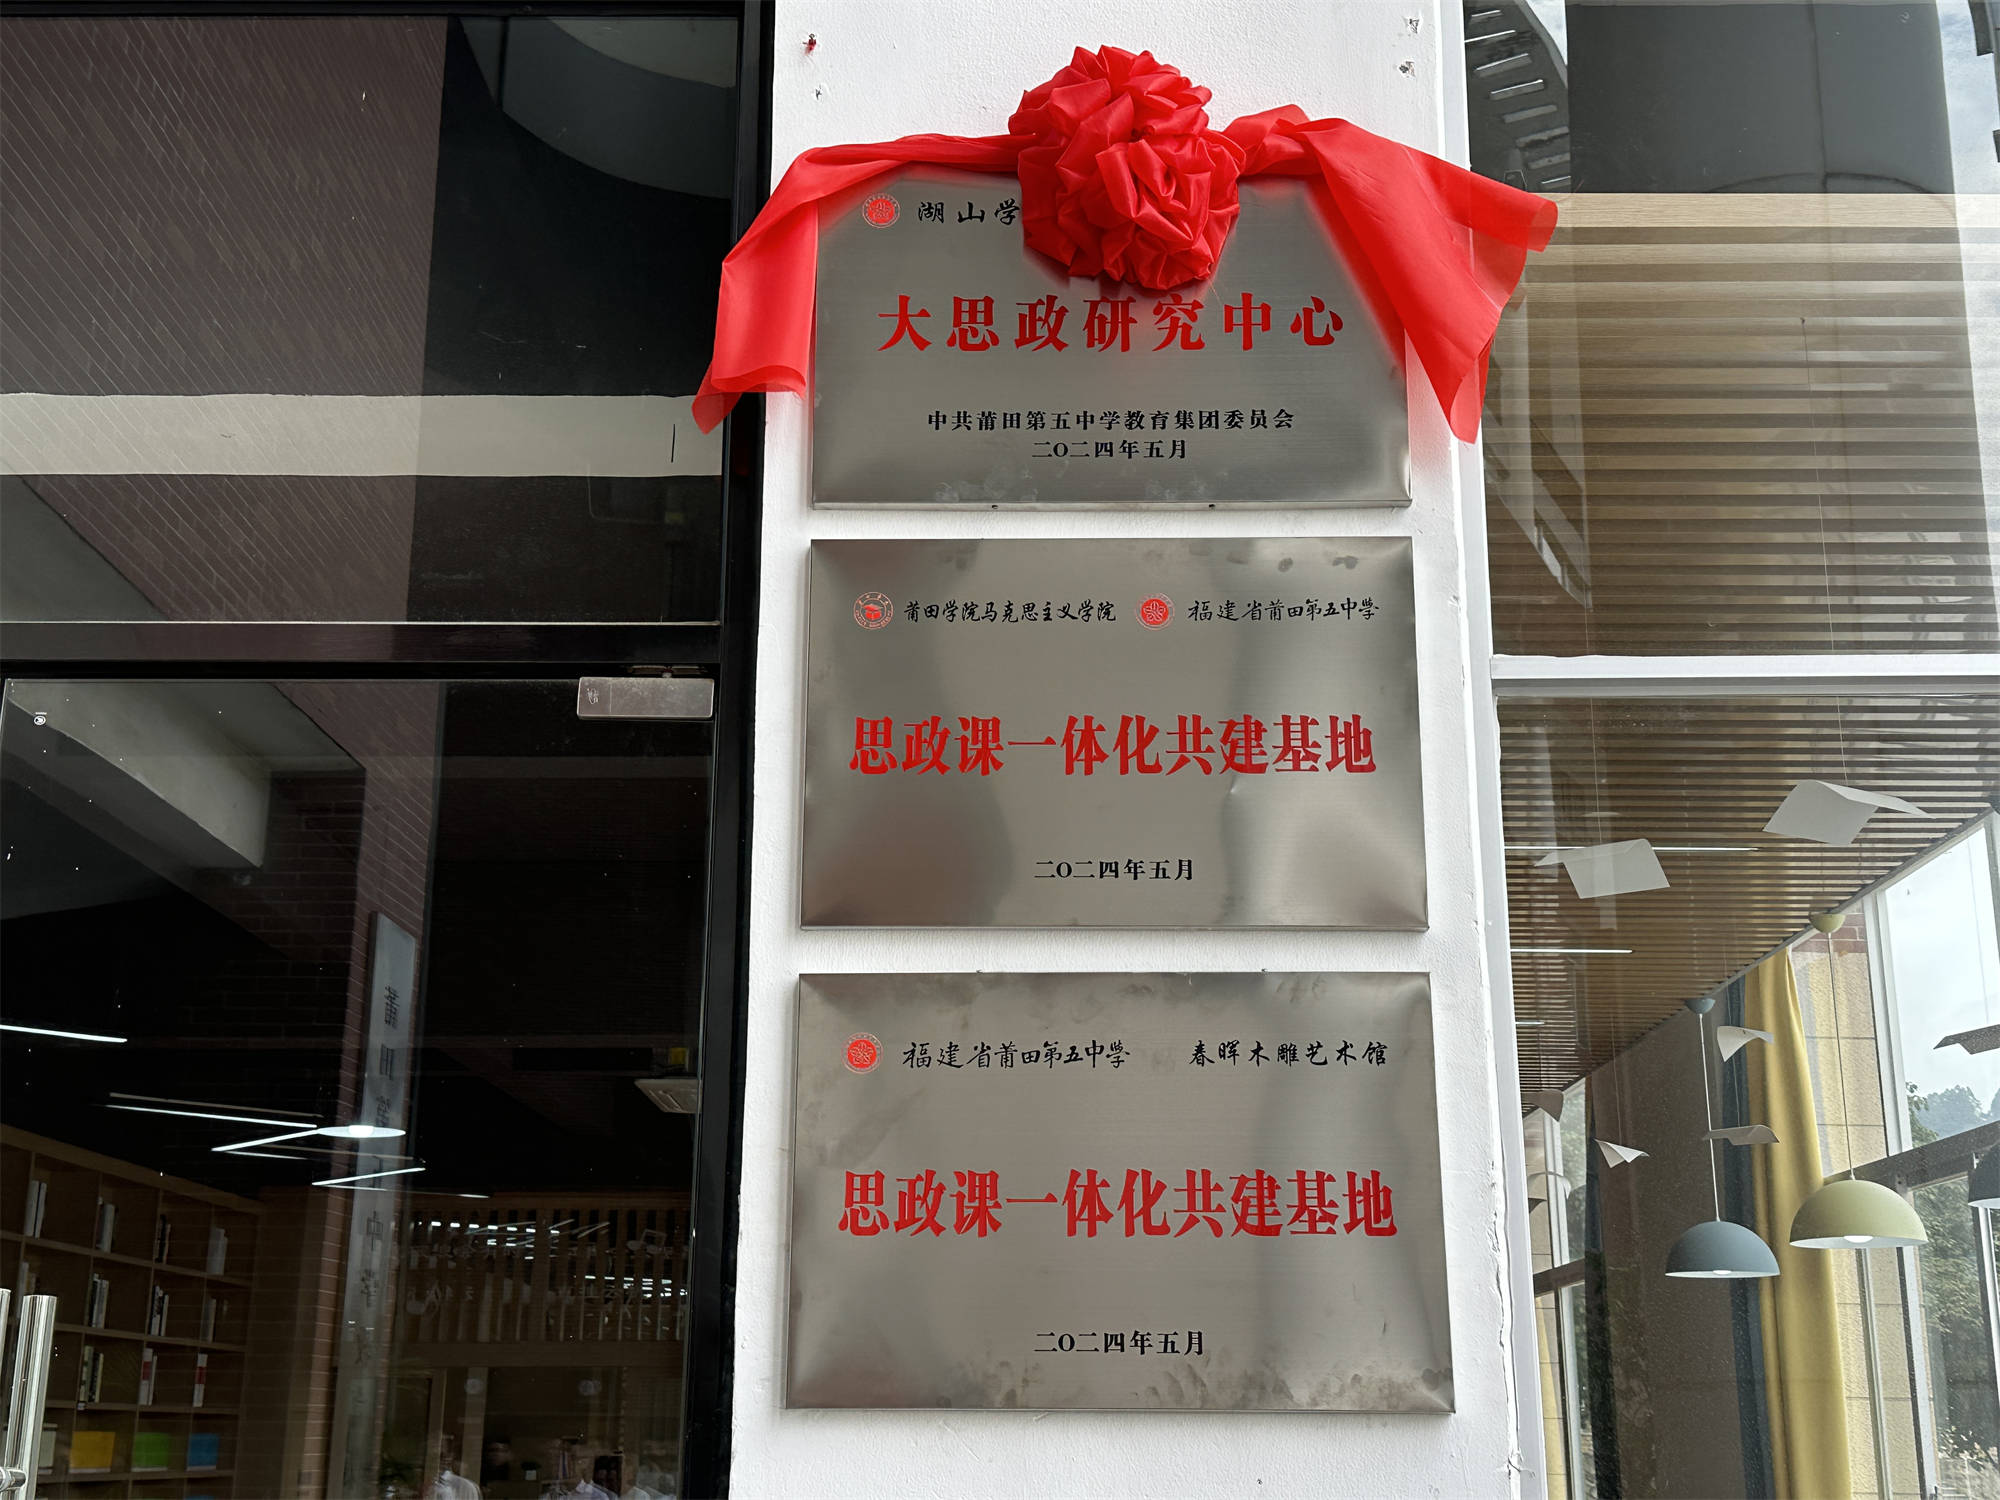 湖山学
大思政研究中心
中共莆田第五中学教育集团委员会
二〇二四年五月
莆田学院马克思主义学院 福建省莆田第五中学
思政课一体化共建基地
二〇二四年五月
福建省莆田第五中学 春晖木雕艺术馆
思政课一体化共建基地
二〇二四年五月